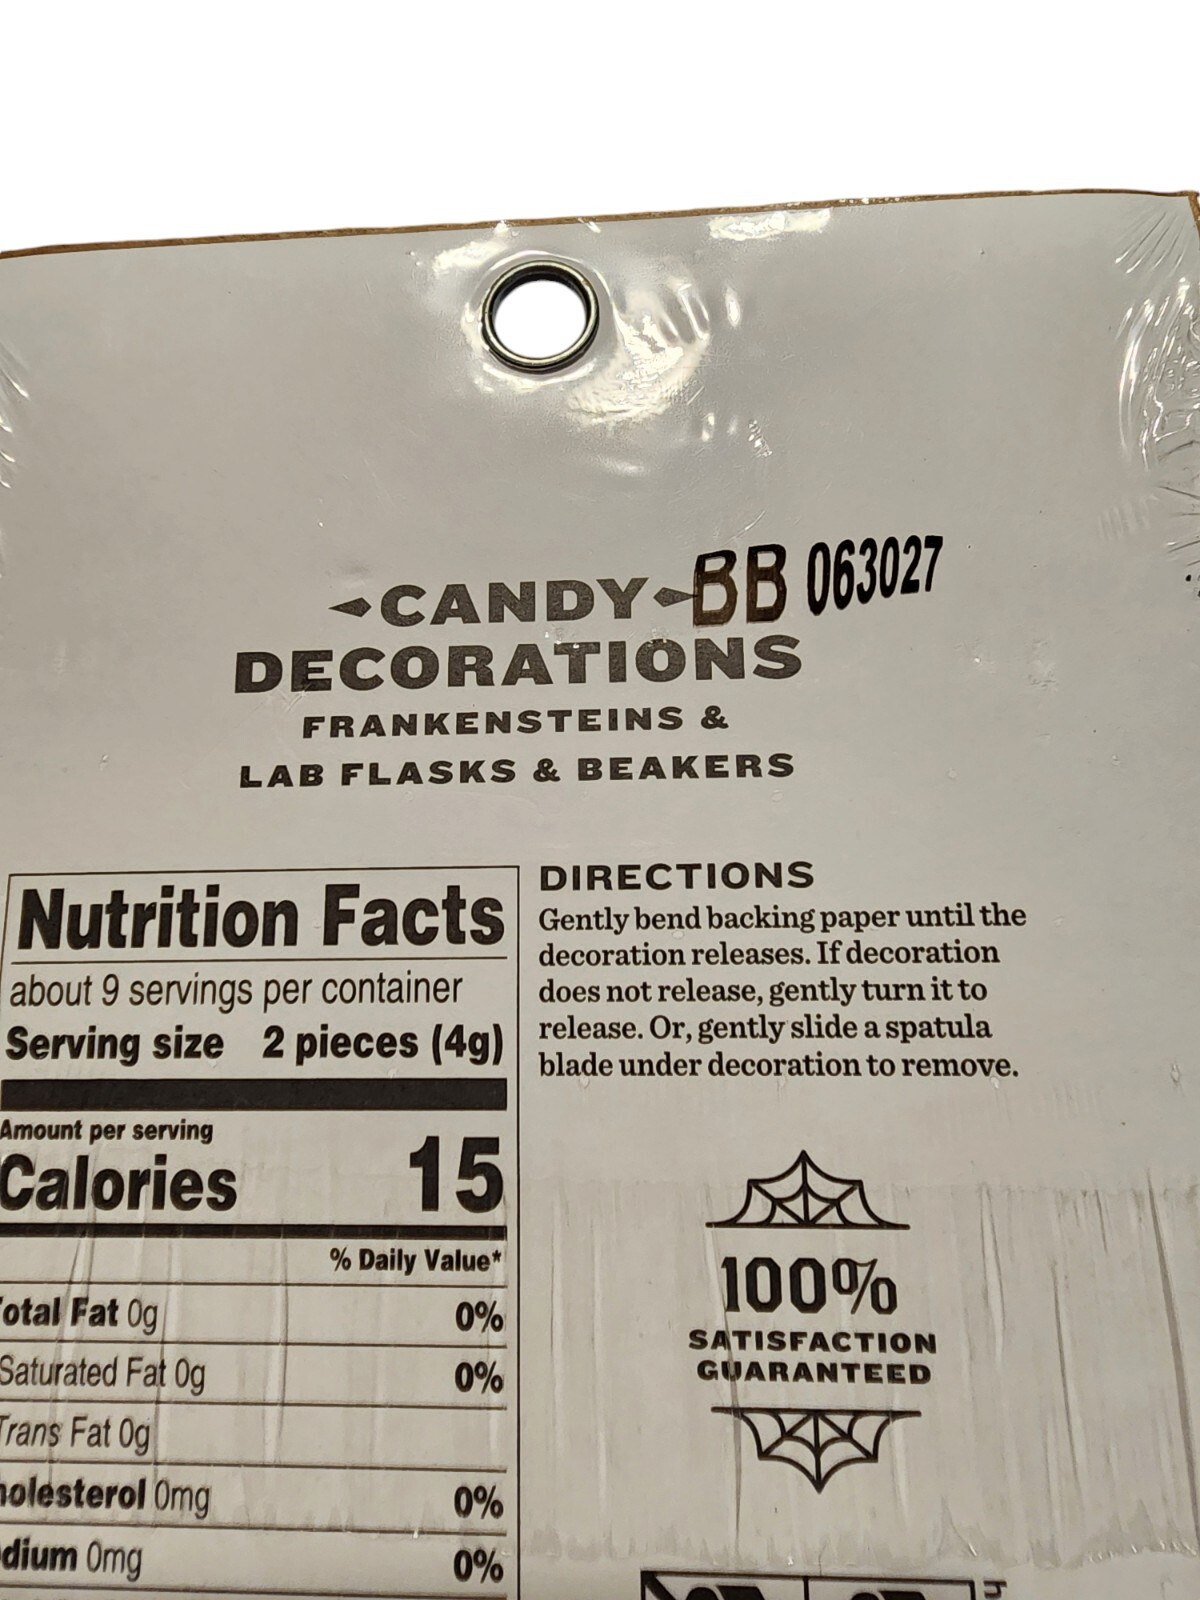 CANDY BB 063027
DECORATIONS
FRANKENSTEINS &
LAB FLASKS & BEAKERS
Nutrition Facts
about 9 servings per container
Serving size 2 pieces (4g)
Amount per serving
Calories 15
% Daily Value*
otal Fat 0g 0%
Saturated Fat 0g 0%
Trans Fat 0g
holesterol 0mg 0%
dium 0mg 0%
DIRECTIONS
Gently bend backing paper until the
decoration releases. If decoration
does not release, gently turn it to
release. Or, gently slide a spatula
blade under decoration to remove.
100%
SATISFACTION
GUARANTEED